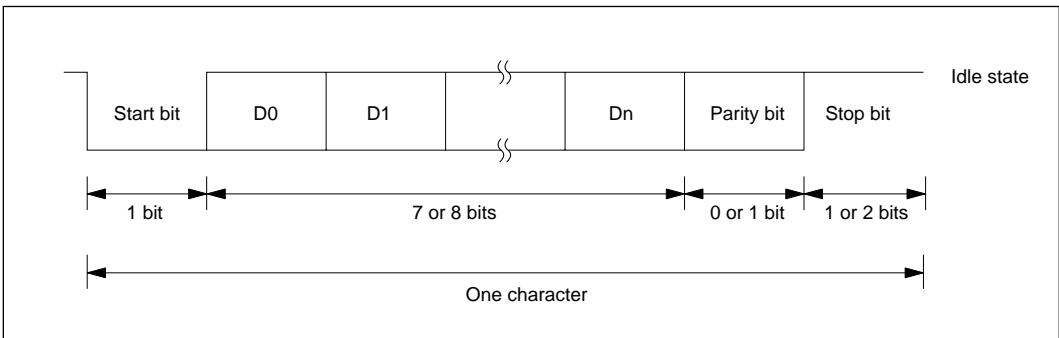 Idle state
Start bit
D0
D1
Dn
Parity bit
Stop bit
1 bit
7 or 8 bits
0 or 1 bit
1 or 2 bits
One character